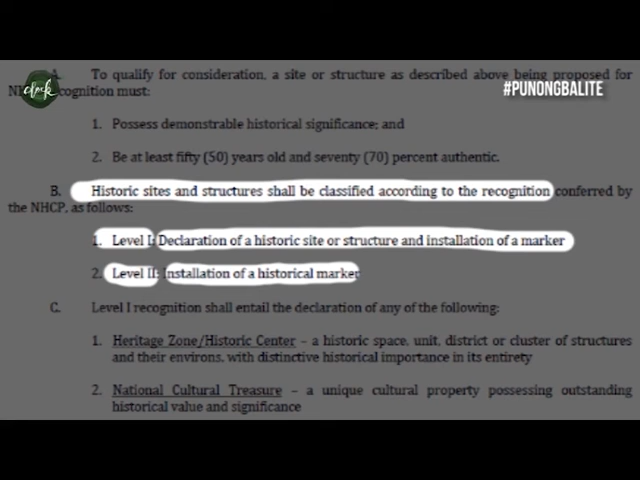 #PUNONGBALITE
clock
A. To qualify for consideration, a site or structure as described above being proposed for
recognition must:
1. Possess demonstrable historical significance; and
2. Be at least fifty (50) years old and seventy (70) percent authentic.
B. Historic sites and structures shall be classified according to the recognition conferred by
the NHCP, as follows:
1. Level I: Declaration of a historic site or structure and installation of a marker
2. Level II: Installation of a historical marker
C. Level I recognition shall entail the declaration of any of the following:
1. Heritage Zone/Historic Center – a historic space, unit, district or cluster of structures
and their environs, with distinctive historical importance in its entirety
2. National Cultural Treasure – a unique cultural property possessing outstanding
historical value and significance